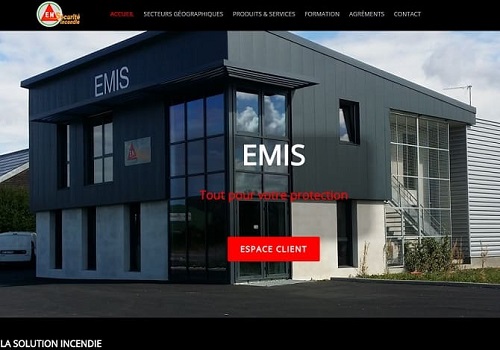 EMIS
Sécurité
incendie
ACCUEIL SECTEURS GÉOGRAPHIQUES PRODUITS & SERVICES FORMATION AGRÉMENTS CONTACT
EMIS
EMIS
Tout pour votre protection
ESPACE CLIENT
LA SOLUTION INCENDIE